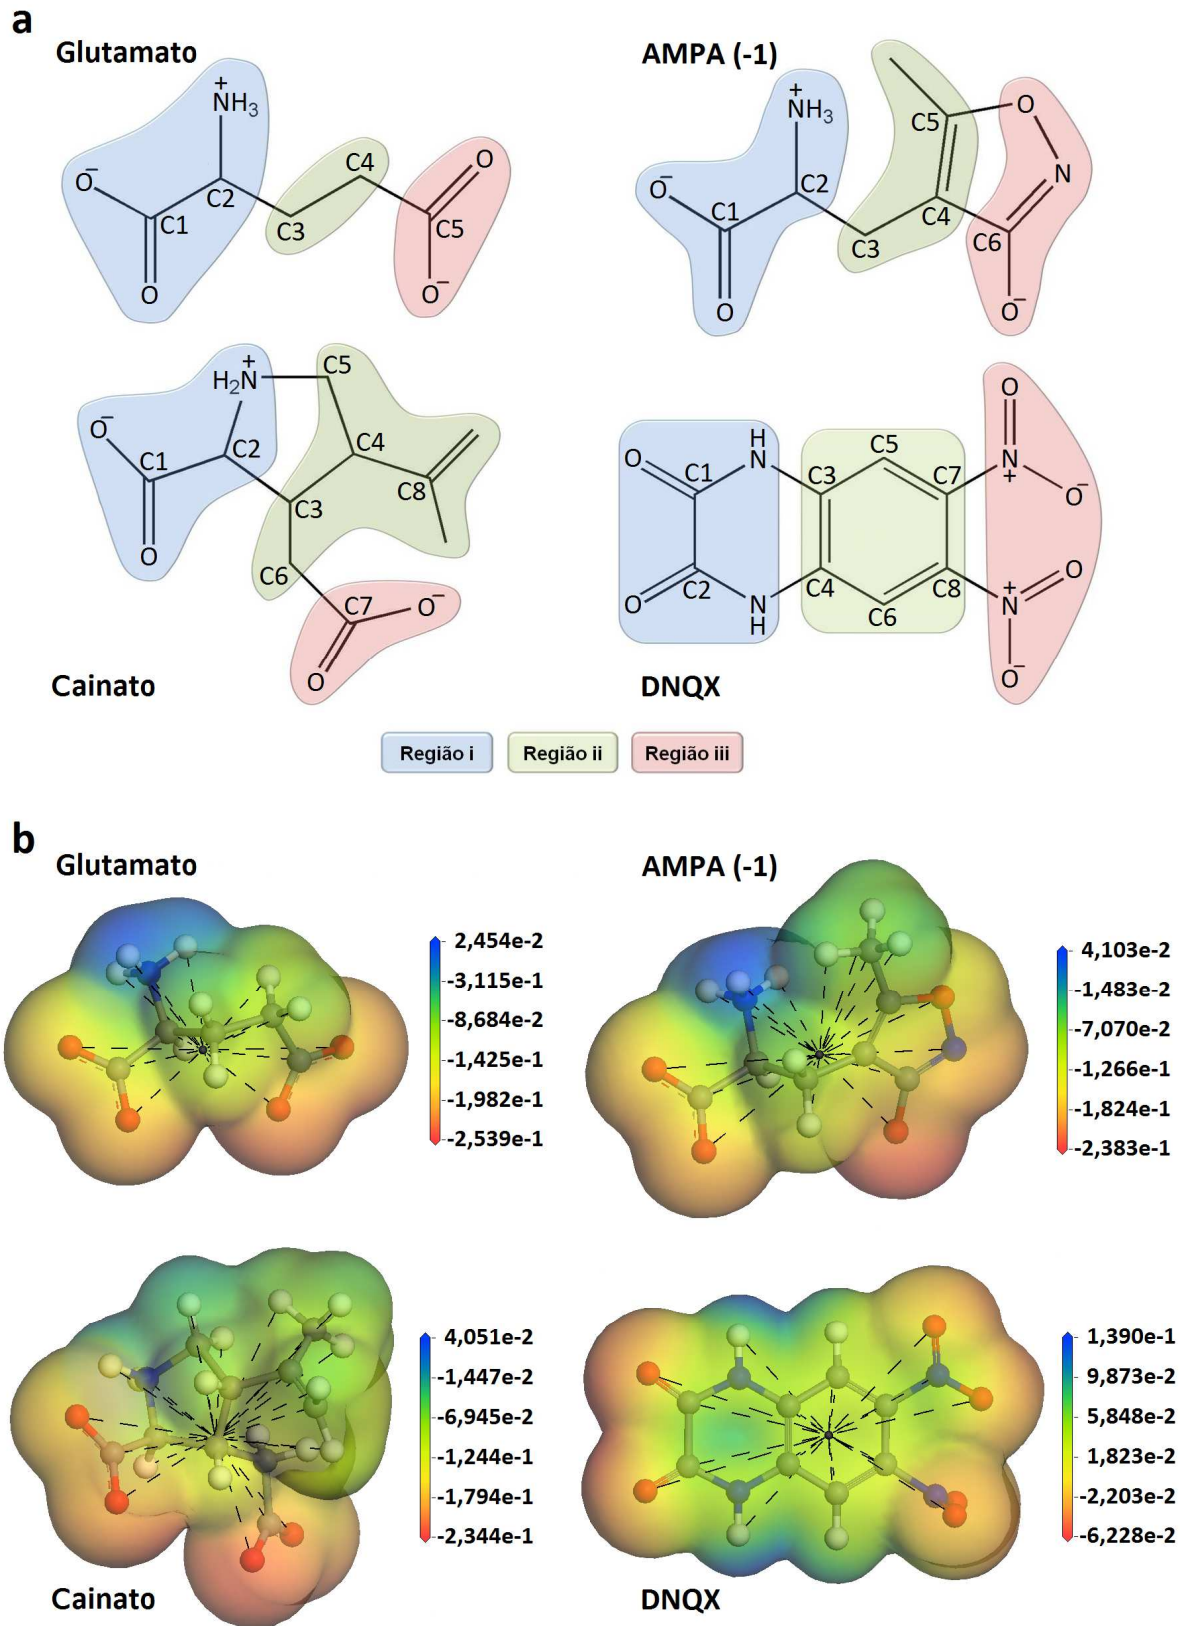 a
Glutamato
+
NH3
O−
C2
C1
C3
C4
O
C5
O
O−
AMPA (-1)
+
NH3
O−
C2
C1
C3
C5
C4
O
N
C6
O
O−
Cainato
+
H2N
C5
O−
C1
C2
C4
C8
C3
O
C6
C7
O−
O
DNQX
H
N
O
C1
C3
C5
C7
O
N
+
O−
O
C2
C4
C6
C8
+
N
O
N
H
O−
Região i
Região ii
Região iii
b
Glutamato
2,454e-2
-3,115e-1
-8,684e-2
-1,425e-1
-1,982e-1
-2,539e-1
AMPA (-1)
4,103e-2
-1,483e-2
-7,070e-2
-1,266e-1
-1,824e-1
-2,383e-1
Cainato
4,051e-2
-1,447e-2
-6,945e-2
-1,244e-1
-1,794e-1
-2,344e-1
DNQX
1,390e-1
9,873e-2
5,848e-2
1,823e-2
-2,203e-2
-6,228e-2